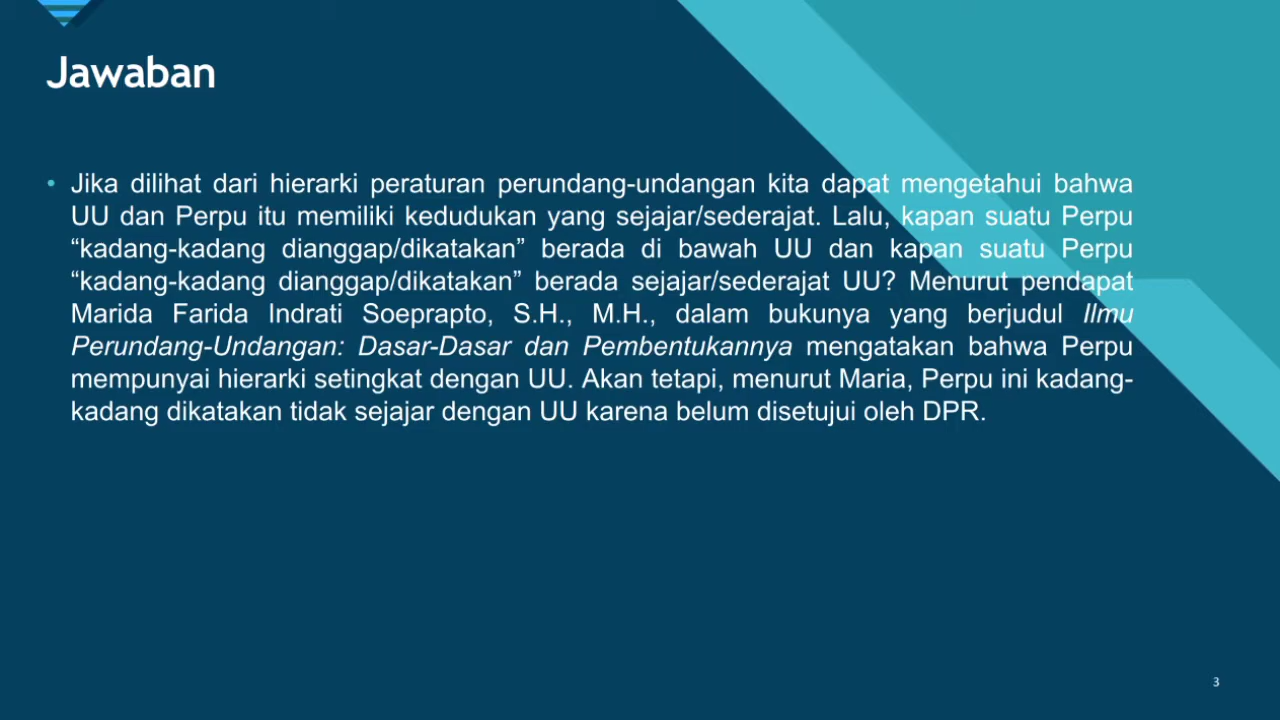 Jawaban
• Jika dilihat dari hierarki peraturan perundang-undangan kita dapat mengetahui bahwa
UU dan Perpu itu memiliki kedudukan yang sejajar/sederajat. Lalu, kapan suatu Perpu
“kadang-kadang dianggap/dikatakan” berada di bawah UU dan kapan suatu Perpu
“kadang-kadang dianggap/dikatakan” berada sejajar/sederajat UU? Menurut pendapat
Marida Farida Indrati Soeprapto, S.H., M.H., dalam bukunya yang berjudul Ilmu
Perundang-Undangan: Dasar-Dasar dan Pembentukannya mengatakan bahwa Perpu
mempunyai hierarki setingkat dengan UU. Akan tetapi, menurut Maria, Perpu ini kadang-
kadang dikatakan tidak sejajar dengan UU karena belum disetujui oleh DPR.
3